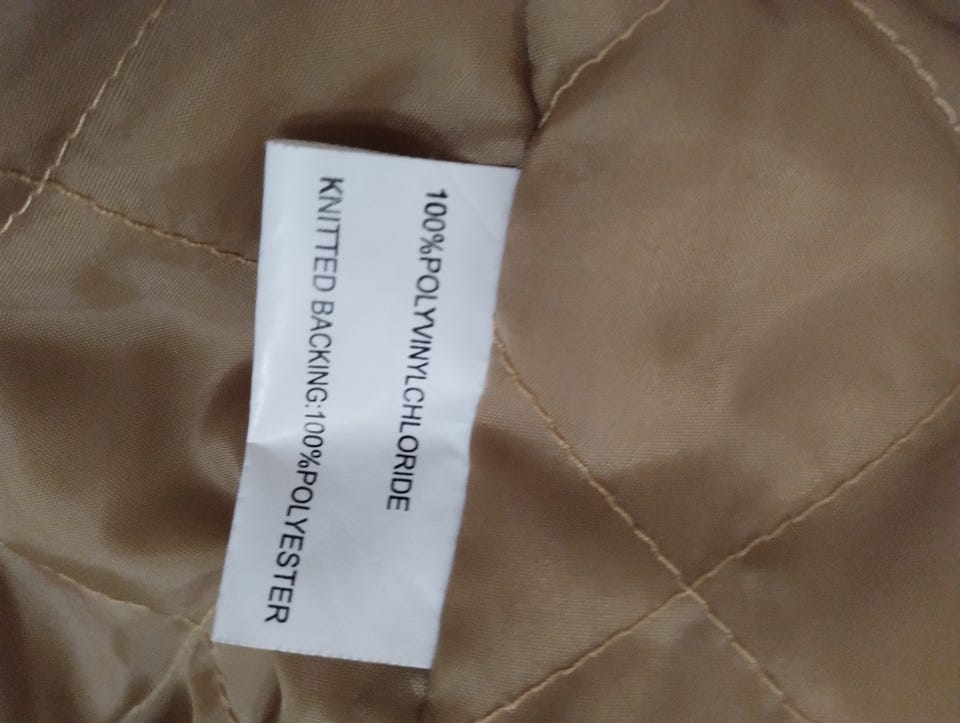 100%POLYVINYLCHLORIDE
KNITTED BACKING:100%POLYESTER